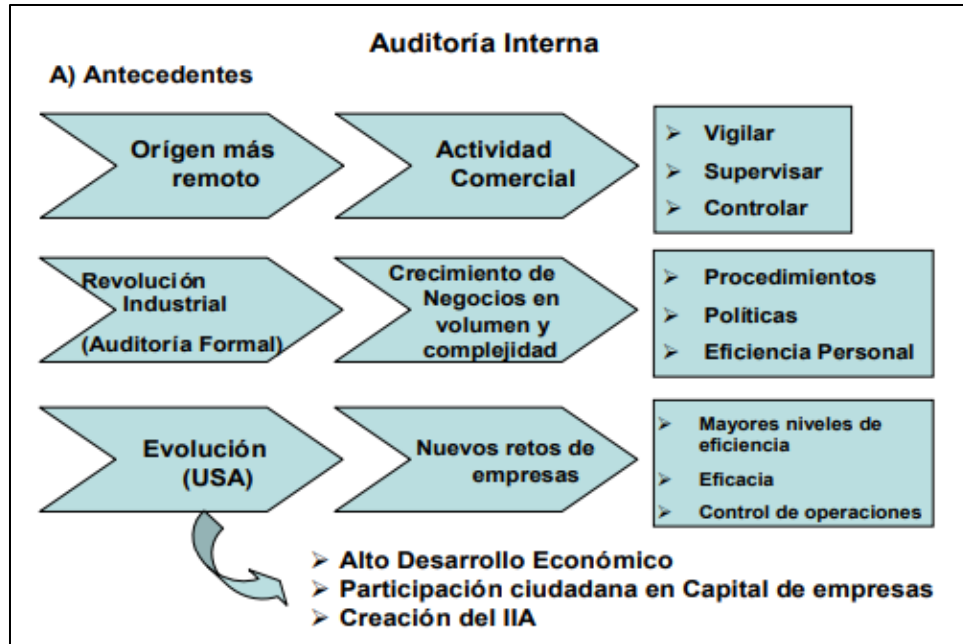 Auditoría Interna
A) Antecedentes
Orígen más
remoto
Actividad
Comercial
➢ Vigilar
➢ Supervisar
➢ Controlar
Revolución
Industrial
(Auditoría Formal)
Crecimiento de
Negocios en
volumen y
complejidad
➢ Procedimientos
➢ Políticas
➢ Eficiencia Personal
Evolución
(USA)
Nuevos retos de
empresas
➢ Mayores niveles de
eficiencia
➢ Eficacia
➢ Control de operaciones
➢ Alto Desarrollo Económico
➢ Participación ciudadana en Capital de empresas
➢ Creación del IIA